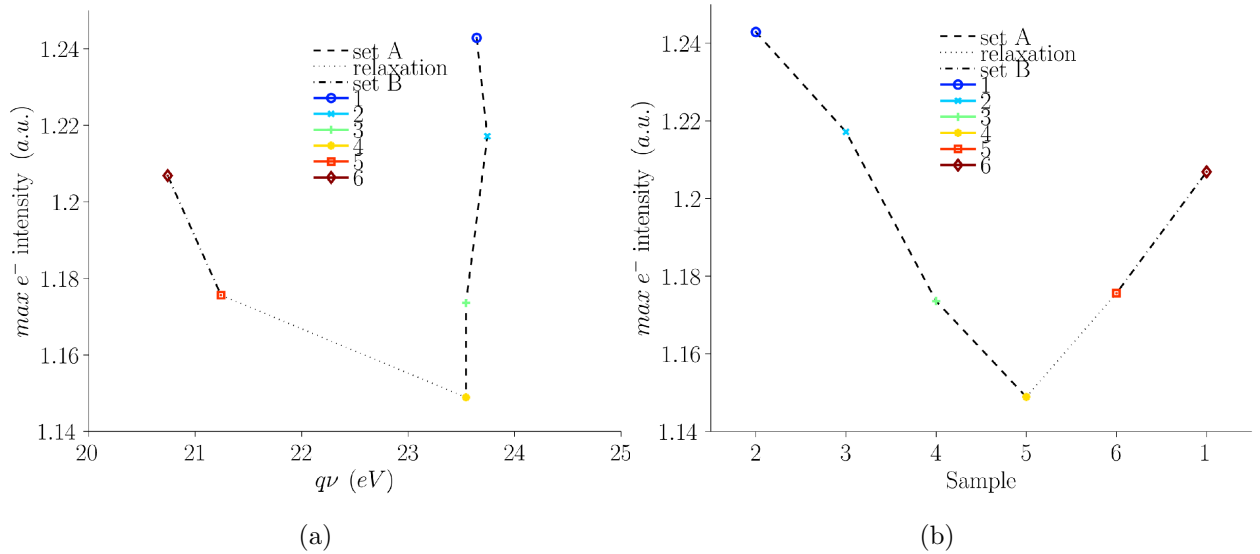 1.24
1.22
1.2
1.18
1.16
1.14
max e⁻ intensity (a.u.)
20 21 22 23 24 25
qν (eV)
set A
relaxation
set B
1
2
3
4
5
6
(a)
1.24
1.22
1.2
1.18
1.16
1.14
max e⁻ intensity (a.u.)
2 3 4 5 6 1
Sample
set A
relaxation
set B
1
2
3
4
5
6
(b)